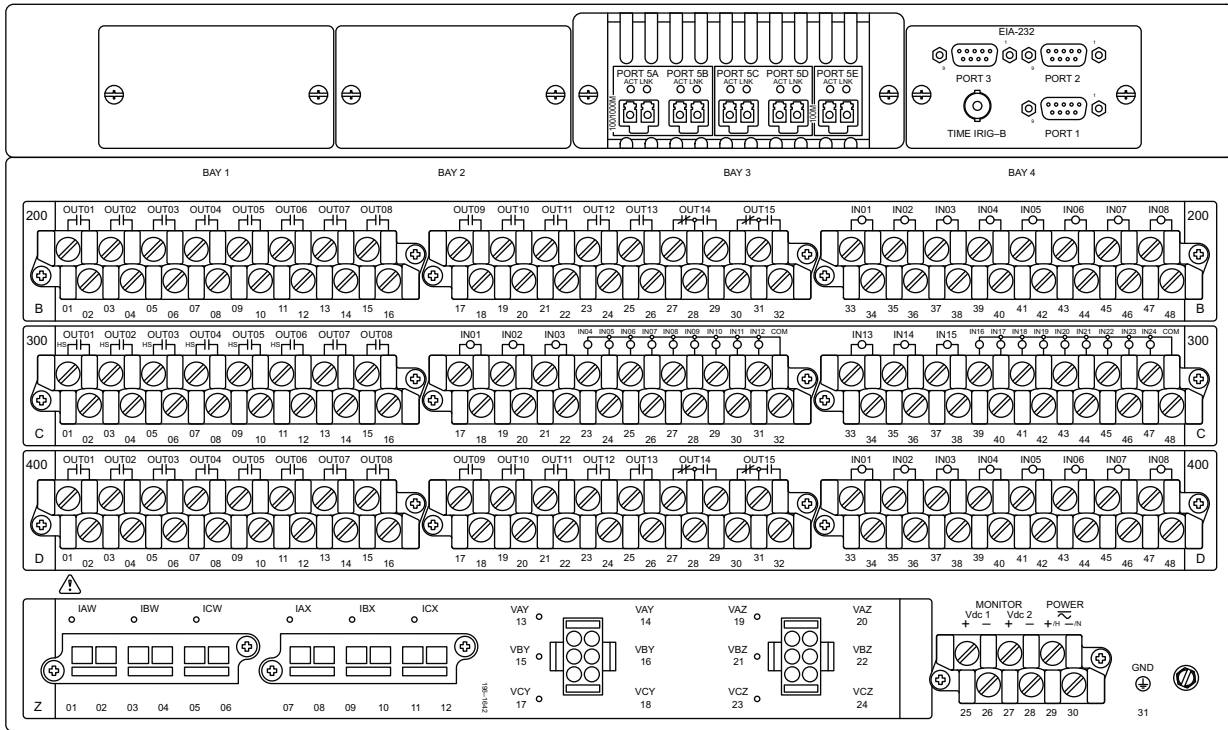 EIA-232
PORT 5A PORT 5B PORT 5C PORT 5D PORT 5E
ACT LNK ACT LNK ACT LNK ACT LNK ACT LNK
100/1000M
100M
9 1 9 1
PORT 3 PORT 2
9 1
TIME IRIG–B PORT 1
BAY 1 BAY 2 BAY 3 BAY 4
200 OUT01 OUT02 OUT03 OUT04 OUT05 OUT06 OUT07 OUT08 OUT09 OUT10 OUT11 OUT12 OUT13 OUT14 OUT15 IN01 IN02 IN03 IN04 IN05 IN06 IN07 IN08 200
B 01 02 03 04 05 06 07 08 09 10 11 12 13 14 15 16 17 18 19 20 21 22 23 24 25 26 27 28 29 30 31 32 33 34 35 36 37 38 39 40 41 42 43 44 45 46 47 48 B
300 OUT01 OUT02 OUT03 OUT04 OUT05 OUT06 OUT07 OUT08 IN01 IN02 IN03 IN04 IN05 IN06 IN07 IN08 IN09 IN10 IN11 IN12 COM IN13 IN14 IN15 IN16 IN17 IN18 IN19 IN20 IN21 IN22 IN23 IN24 COM 300
HS HS HS HS HS HS
C 01 02 03 04 05 06 07 08 09 10 11 12 13 14 15 16 17 18 19 20 21 22 23 24 25 26 27 28 29 30 31 32 33 34 35 36 37 38 39 40 41 42 43 44 45 46 47 48 C
400 OUT01 OUT02 OUT03 OUT04 OUT05 OUT06 OUT07 OUT08 OUT09 OUT10 OUT11 OUT12 OUT13 OUT14 OUT15 IN01 IN02 IN03 IN04 IN05 IN06 IN07 IN08 400
D 01 02 03 04 05 06 07 08 09 10 11 12 13 14 15 16 17 18 19 20 21 22 23 24 25 26 27 28 29 30 31 32 33 34 35 36 37 38 39 40 41 42 43 44 45 46 47 48 D
IAW IBW ICW IAX IBX ICX
VAY VAY VAZ VAZ
13 14 19 20
VBY VBY VBZ VBZ
15 16 21 22
VCY VCY VCZ VCZ
17 18 23 24
195–1642
Z 01 02 03 04 05 06 07 08 09 10 11 12
MONITOR POWER
Vdc 1 Vdc 2
+ − + − +/H −/N
25 26 27 28 29 30
GND
31